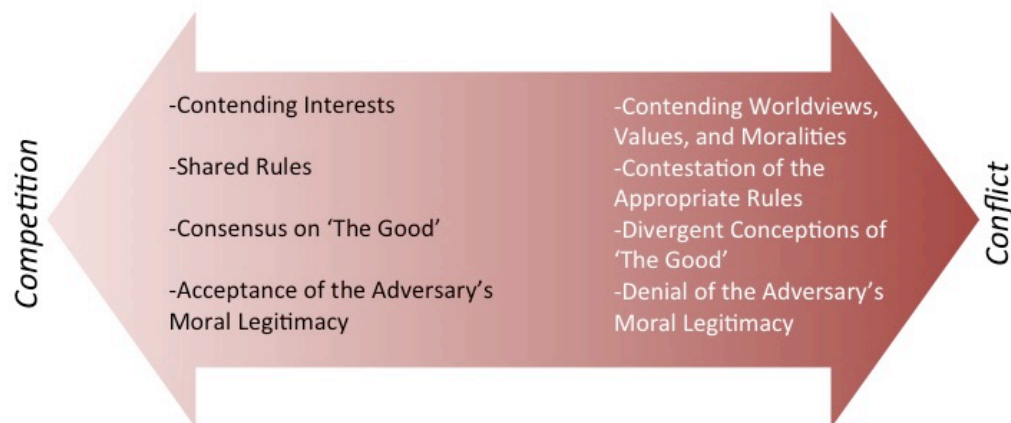 Competition
-Contending Interests
-Shared Rules
-Consensus on ‘The Good’
-Acceptance of the Adversary’s
Moral Legitimacy
-Contending Worldviews,
Values, and Moralities
-Contestation of the
Appropriate Rules
-Divergent Conceptions of
‘The Good’
-Denial of the Adversary’s
Moral Legitimacy
Conflict